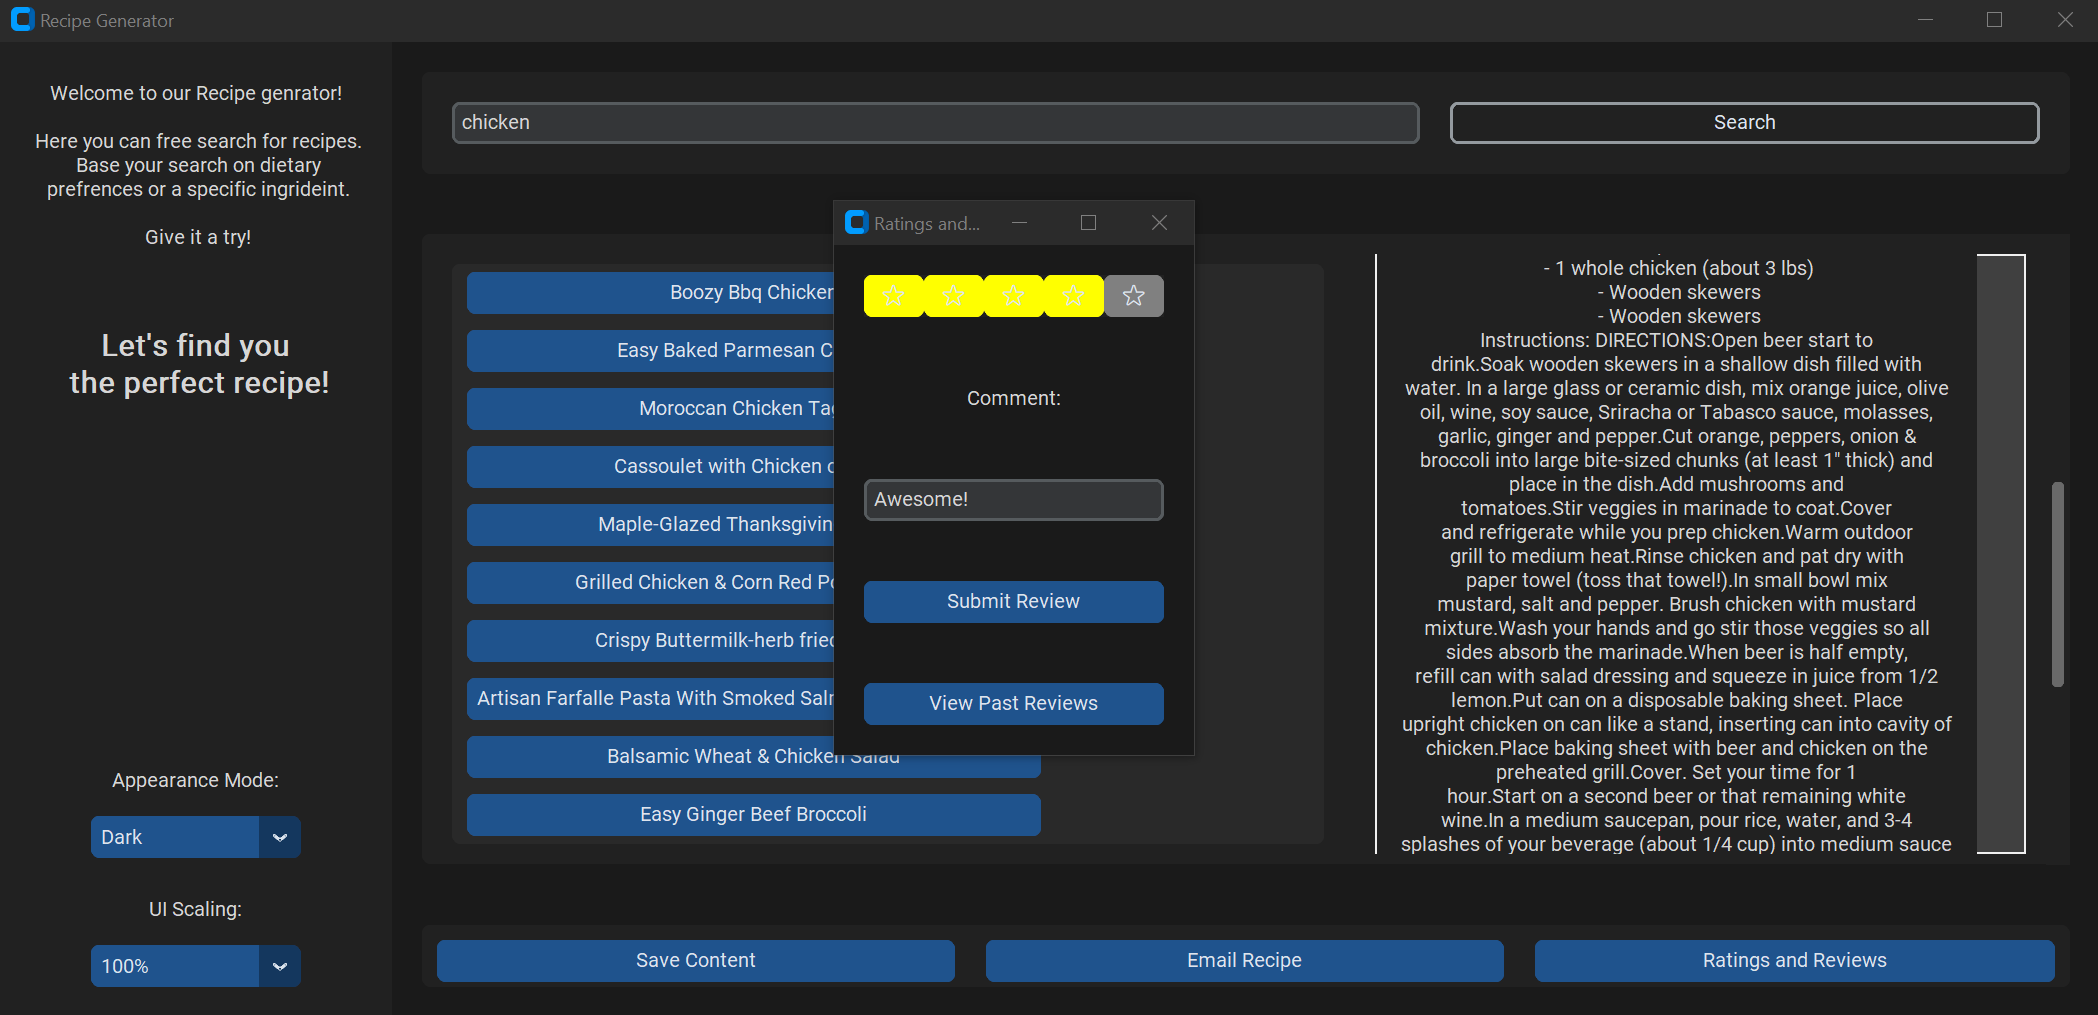 Recipe Generator
Welcome to our Recipe genrator!
Here you can free search for recipes.
Base your search on dietary
prefrences or a specific ingrideint.
Give it a try!
Let's find you
the perfect recipe!
Appearance Mode:
Dark
UI Scaling:
100%
chicken
Search
Boozy Bbq Chicken
Easy Baked Parmesan C
Moroccan Chicken Tag
Cassoulet with Chicken
Maple-Glazed Thanksgivin
Grilled Chicken & Corn Red Po
Crispy Buttermilk-herb fried
Artisan Farfalle Pasta With Smoked Saln
Balsamic Wheat & Chicken Salad
Easy Ginger Beef Broccoli
Ratings and...
Comment:
Awesome!
Submit Review
View Past Reviews
- 1 whole chicken (about 3 lbs)
- Wooden skewers
- Wooden skewers
Instructions: DIRECTIONS:Open beer start to
drink.Soak wooden skewers in a shallow dish filled with
water. In a large glass or ceramic dish, mix orange juice, olive
oil, wine, soy sauce, Sriracha or Tabasco sauce, molasses,
garlic, ginger and pepper.Cut orange, peppers, onion &
broccoli into large bite-sized chunks (at least 1" thick) and
place in the dish.Add mushrooms and
tomatoes.Stir veggies in marinade to coat.Cover
and refrigerate while you prep chicken.Warm outdoor
grill to medium heat.Rinse chicken and pat dry with
paper towel (toss that towel!).In small bowl mix
mustard, salt and pepper. Brush chicken with mustard
mixture.Wash your hands and go stir those veggies so all
sides absorb the marinade.When beer is half empty,
refill can with salad dressing and squeeze in juice from 1/2
lemon.Put can on a disposable baking sheet. Place
upright chicken on can like a stand, inserting can into cavity of
chicken.Place baking sheet with beer and chicken on the
preheated grill.Cover. Set your time for 1
hour.Start on a second beer or that remaining white
wine.In a medium saucepan, pour rice, water, and 3-4
splashes of your beverage (about 1/4 cup) into medium sauce
Save Content
Email Recipe
Ratings and Reviews